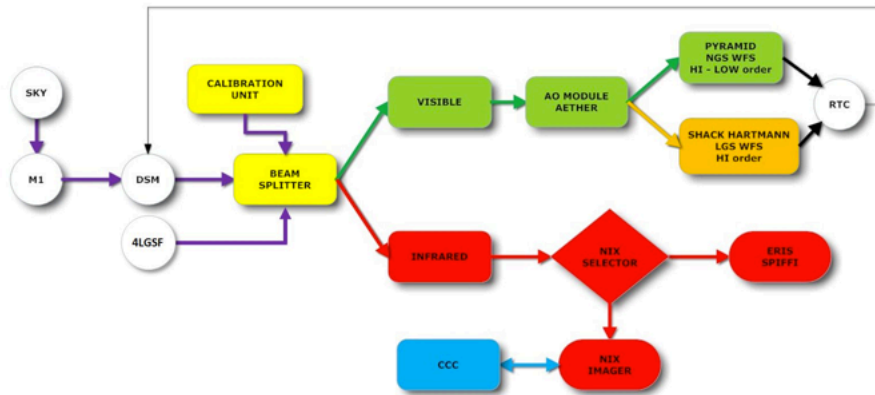 SKY
M1
DSM
4LGSF
CALIBRATION
UNIT
BEAM
SPLITTER
VISIBLE
AO MODULE
AETHER
PYRAMID
NGS WFS
HI - LOW order
SHACK HARTMANN
LGS WFS
HI order
RTC
INFRARED
NIX
SELECTOR
ERIS
SPIFFI
CCC
NIX
IMAGER